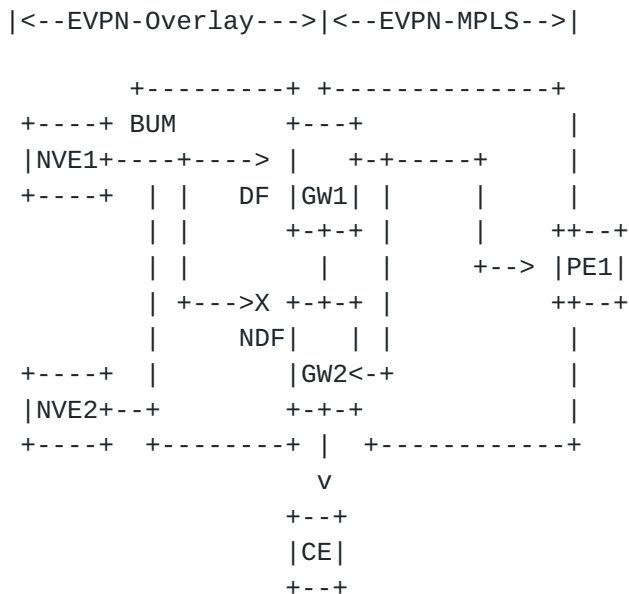 |<--EVPN-Overlay--->|<--EVPN-MPLS-->|
BUM
NVE1
DF GW1
PE1
X
NDF
GW2
NVE2
v
CE